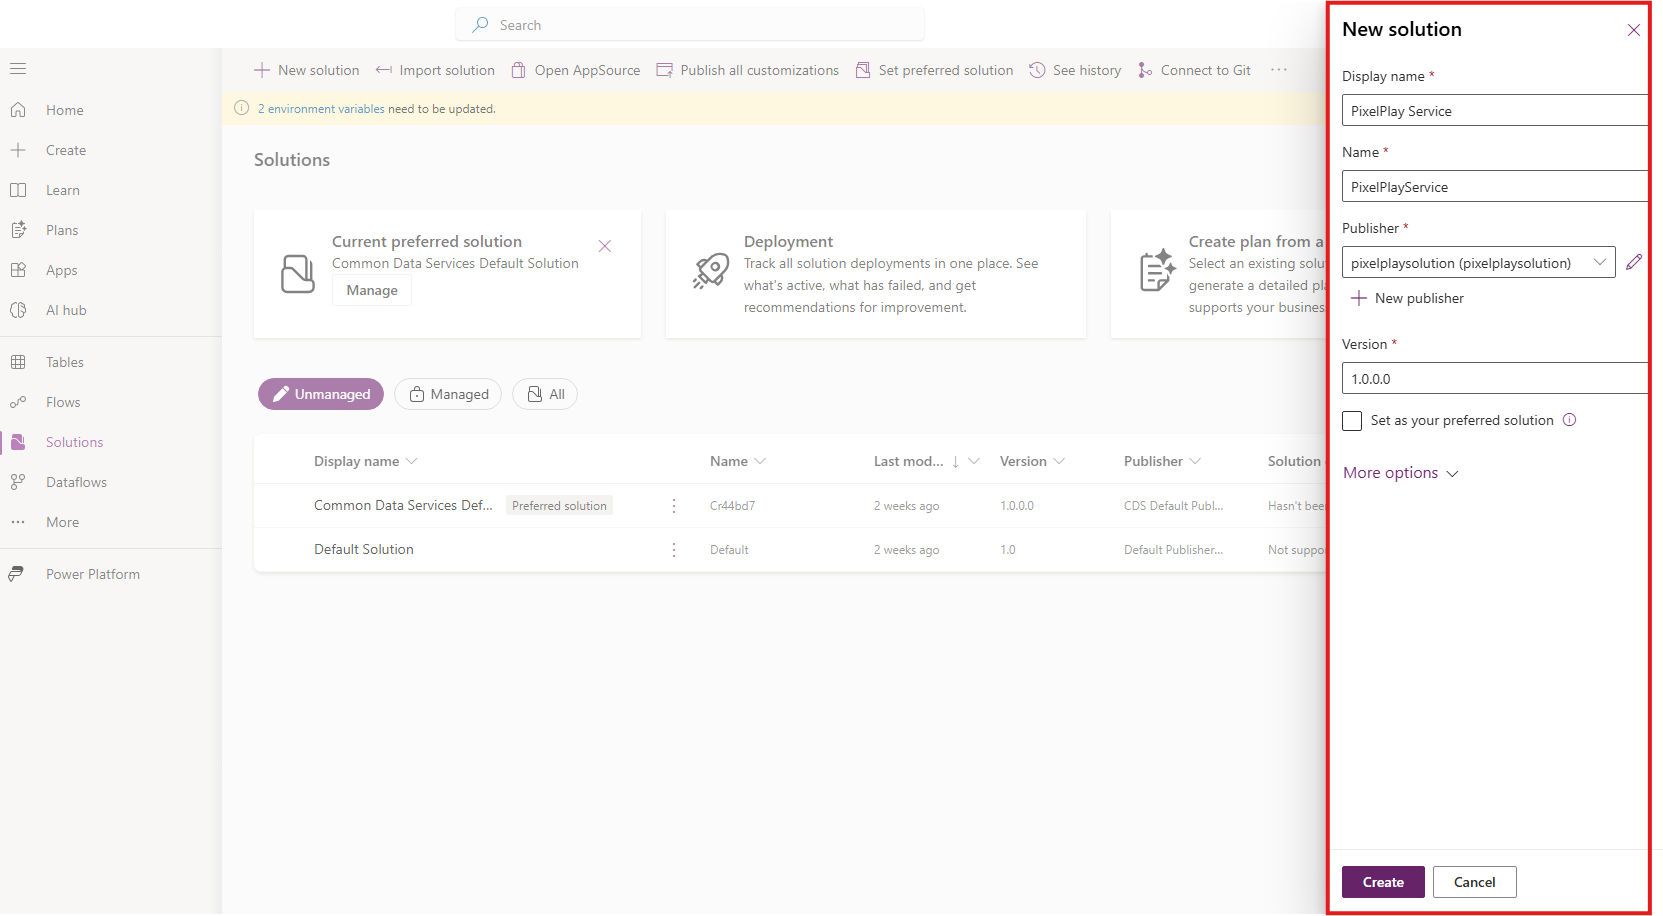 Search
New solution
Import solution
Open AppSource
Publish all customizations
Set preferred solution
See history
Connect to Git
2 environment variables need to be updated.
Home
Create
Learn
Plans
Apps
AI hub
Tables
Flows
Solutions
Dataflows
More
Power Platform
Solutions
Current preferred solution
Common Data Services Default Solution
Manage
Deployment
Track all solution deployments in one place. See
what's active, what has failed, and get
recommendations for improvement.
Create plan from a
Select an existing solu
generate a detailed pl
supports your busines
Unmanaged
Managed
All
Display name
Name
Last mod...
Version
Publisher
Solution
Common Data Services Def...
Preferred solution
Cr44bd7
2 weeks ago
1.0.0.0
CDS Default Publ...
Hasn't bee
Default Solution
Default
2 weeks ago
1.0
Default Publisher...
Not suppo
New solution
Display name *
PixelPlay Service
Name *
PixelPlayService
Publisher *
pixelplaysolution (pixelplaysolution)
New publisher
Version *
1.0.0.0
Set as your preferred solution
More options
Create
Cancel